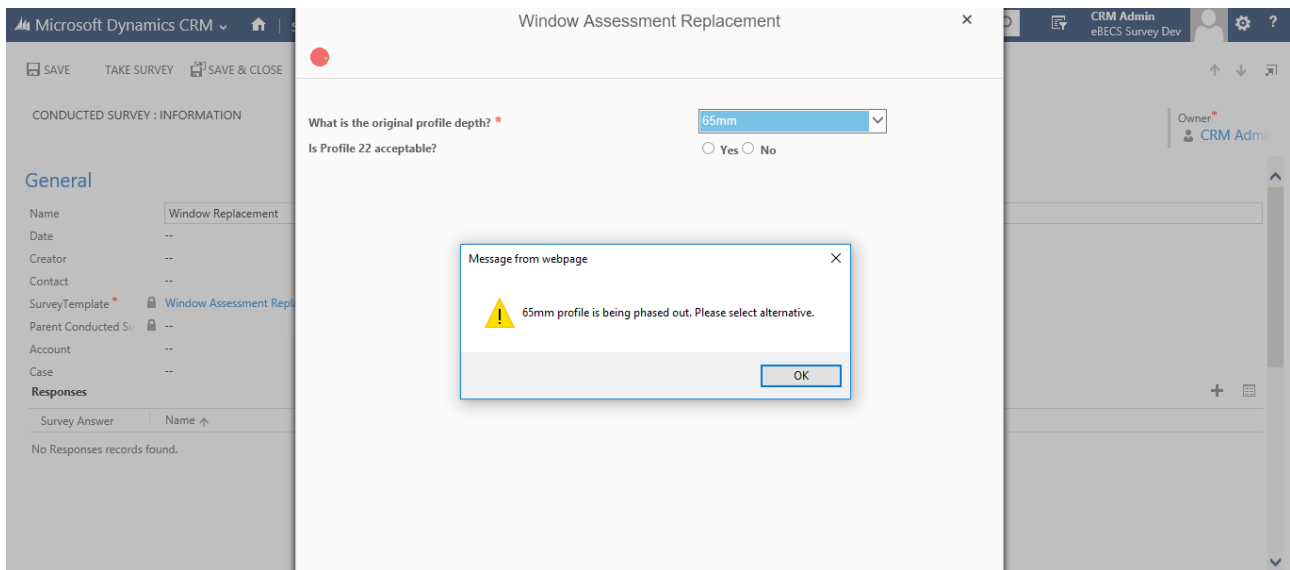 Microsoft Dynamics CRM
Window Assessment Replacement
CRM Admin
eBECS Survey Dev
?
SAVE TAKE SURVEY SAVE & CLOSE
CONDUCTED SURVEY : INFORMATION
What is the original profile depth? * 65mm
Owner*
CRM Admi
Is Profile 22 acceptable? Yes No
General
Name Window Replacement
Date --
Creator --
Contact --
SurveyTemplate * Window Assessment Repl
Parent Conducted Su --
Account --
Case --
Message from webpage
65mm profile is being phased out. Please select alternative.
OK
Responses
Survey Answer Name
No Responses records found.